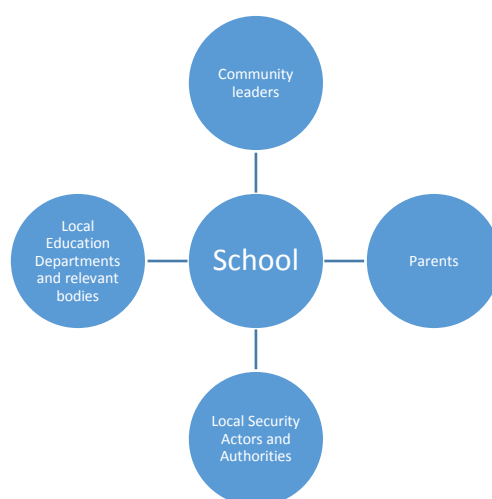 Community
leaders
Local
Education
Departments
and relevant
bodies
School
Parents
Local Security
Actors and
Authorities